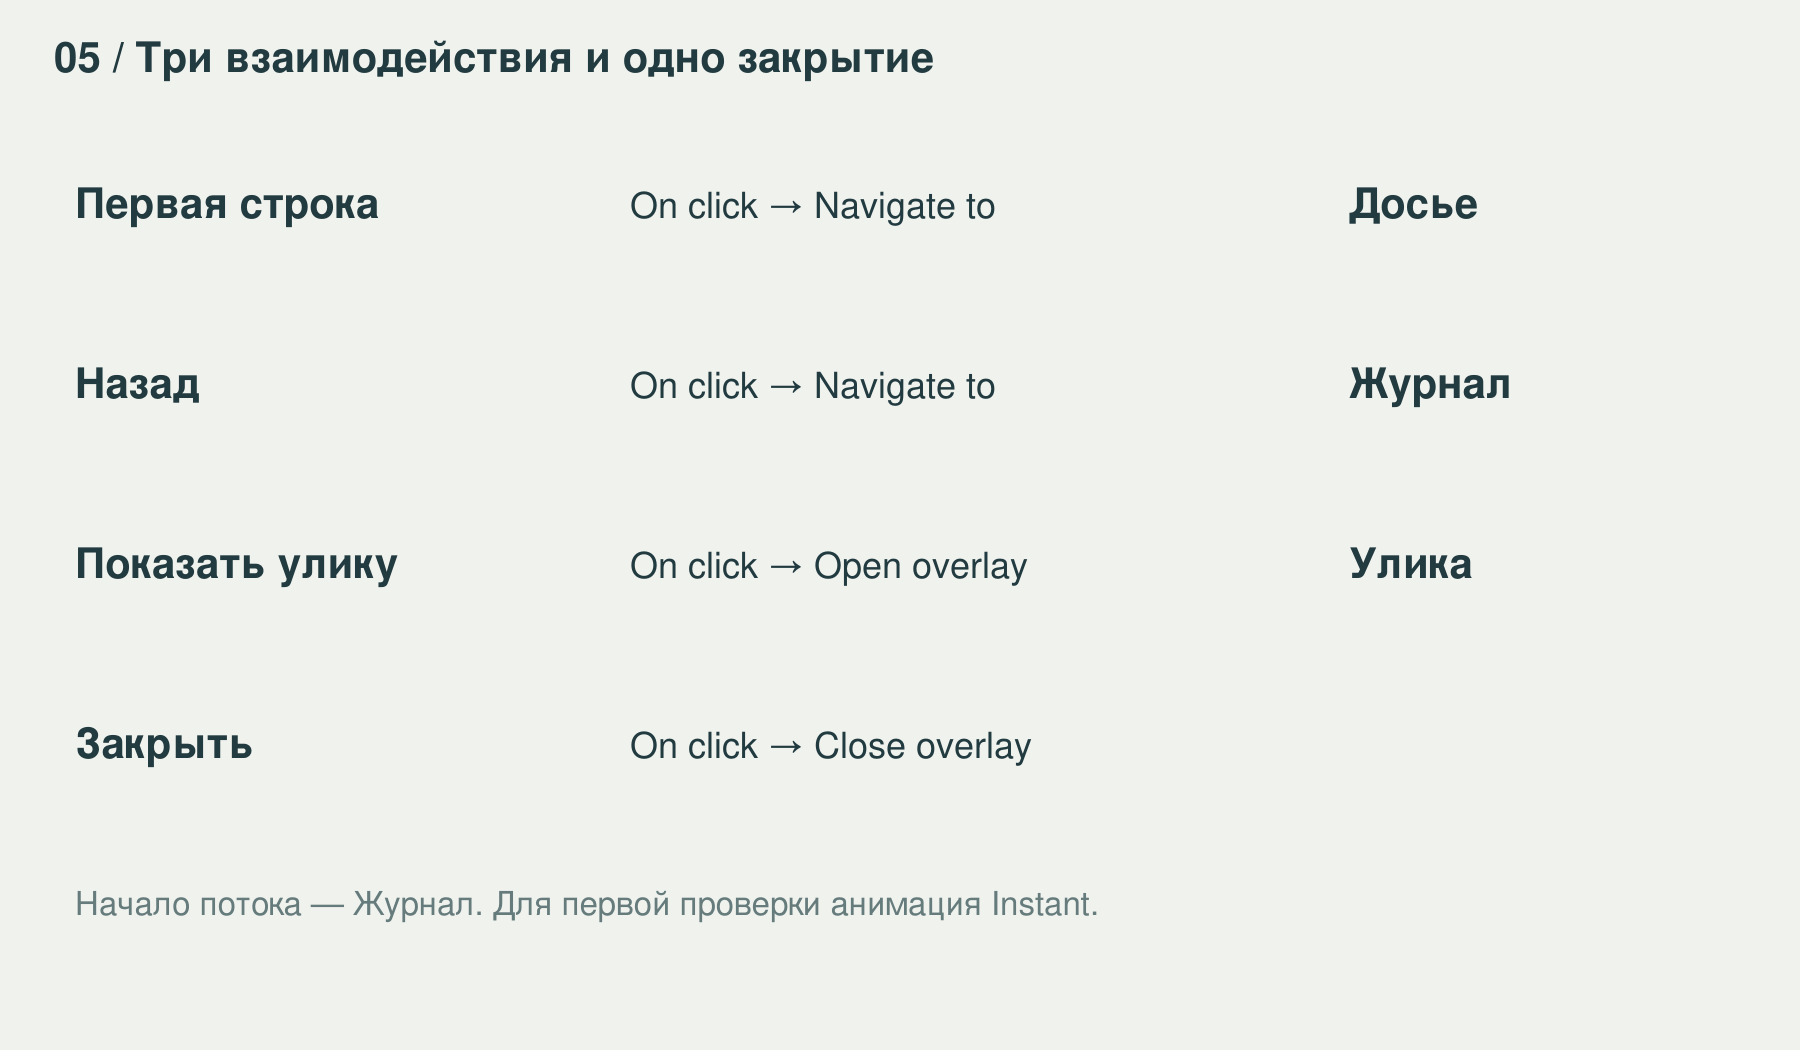 05 / Три взаимодействия и одно закрытие
Первая строка On click → Navigate to Досье
Назад On click → Navigate to Журнал
Показать улику On click → Open overlay Улика
Закрыть On click → Close overlay
Начало потока — Журнал. Для первой проверки анимация Instant.